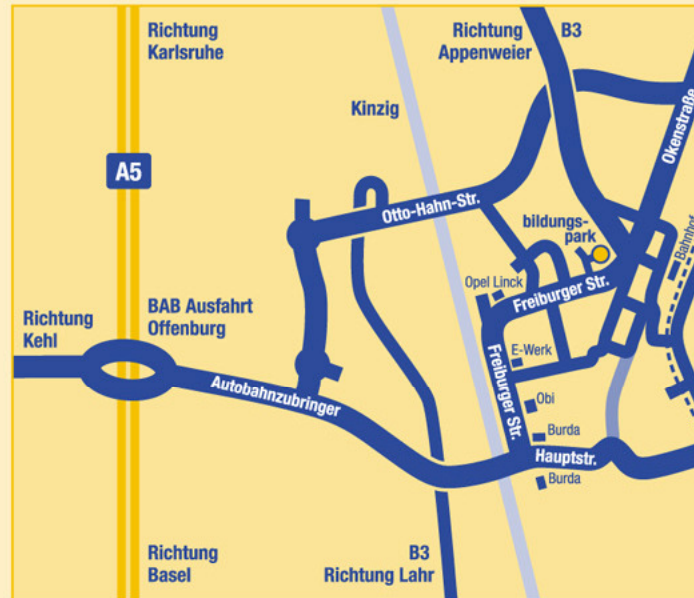 Richtung
Karlsruhe
Richtung
Appenweier
B3
Kinzig
Okenstraße
A5
Otto-Hahn-Str.
bildungs-
park
Bahnhof
Opel Linck
Freiburger Str.
Richtung
Kehl
BAB Ausfahrt
Offenburg
E-Werk
Freiburger Str.
Autobahnzubringer
Obi
Burda
Hauptstr.
Burda
Richtung
Basel
B3
Richtung Lahr